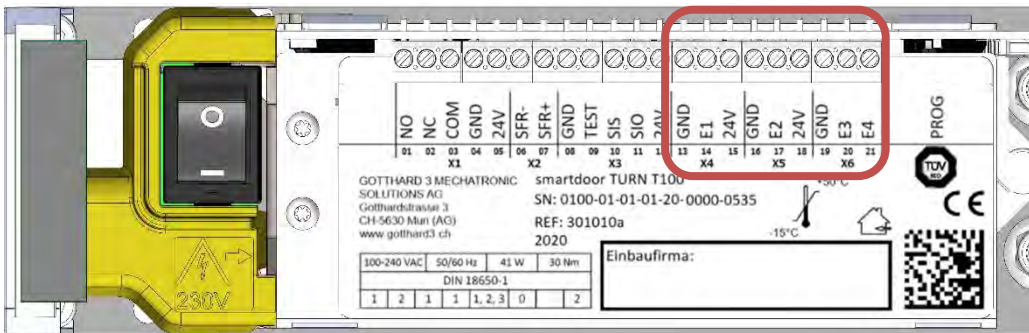 NO NC COM GND 24V SFR- SFR+ GND TEST SIS SIO 24V GND E1 24V GND E2 24V GND E3 E4
PROG
01 02 03 04 05 06 07 08 09 10 11 13 14 15 16 17 18 19 20 21
X1 X2 X3 X4 X5 X6
GOTTHARD 3 MECHATRONIC
SOLUTIONS AG
Gotthardstrasse 3
CH-5630 Muri (AG)
www.gotthard3.ch
smartdoor TURN T100
SN: 0100-01-01-01-20-0000-0535
REF: 301010a
2020
+50°C
-15°C
TÜV
CE
100-240 VAC 50/60 Hz 41 W 30 Nm
DIN 18650-1
1 2 1 1 1, 2, 3 0 2
Einbaufirma:
230V